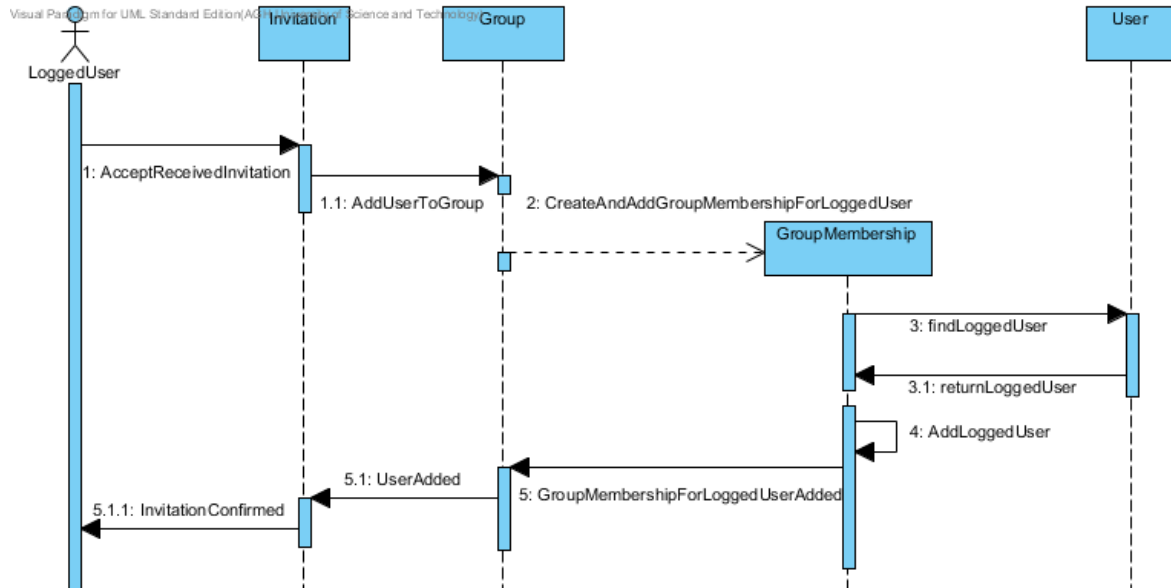 Visual Paradigm for UML Standard Edition(AGH University of Science and Technology)
Invitation
Group
User
LoggedUser
1: AcceptReceivedInvitation
1.1: AddUserToGroup
2: CreateAndAddGroupMembershipForLoggedUser
GroupMembership
3: findLoggedUser
3.1: returnLoggedUser
4: AddLoggedUser
5: GroupMembershipForLoggedUserAdded
5.1: UserAdded
5.1.1: InvitationConfirmed